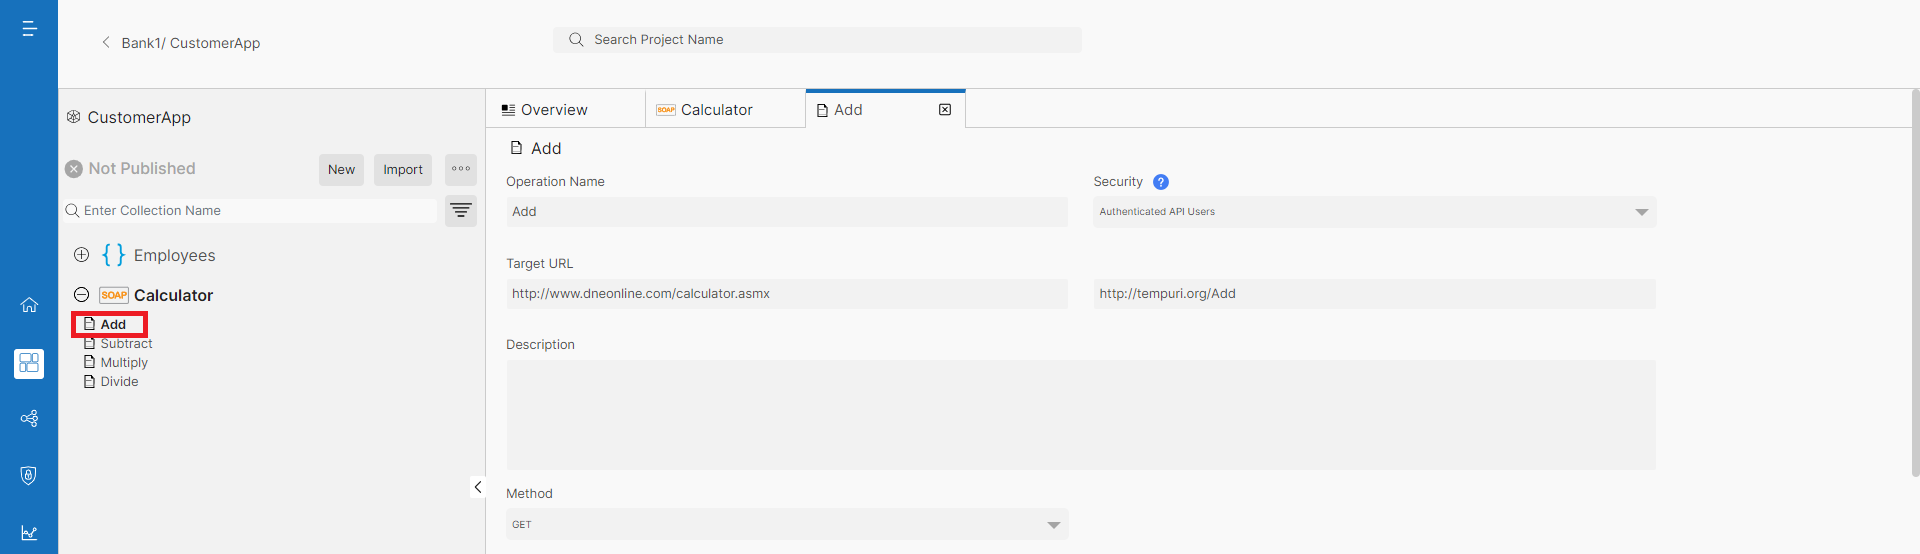 Bank1/ CustomerApp
Search Project Name
CustomerApp
Not Published
New
Import
Enter Collection Name
{ } Employees
SOAP Calculator
Add
Subtract
Multiply
Divide
Overview
SOAP Calculator
Add
Add
Operation Name
Security ?
Add
Authenticated API Users
Target URL
http://www.dneonline.com/calculator.asmx
http://tempuri.org/Add
Description
Method
GET